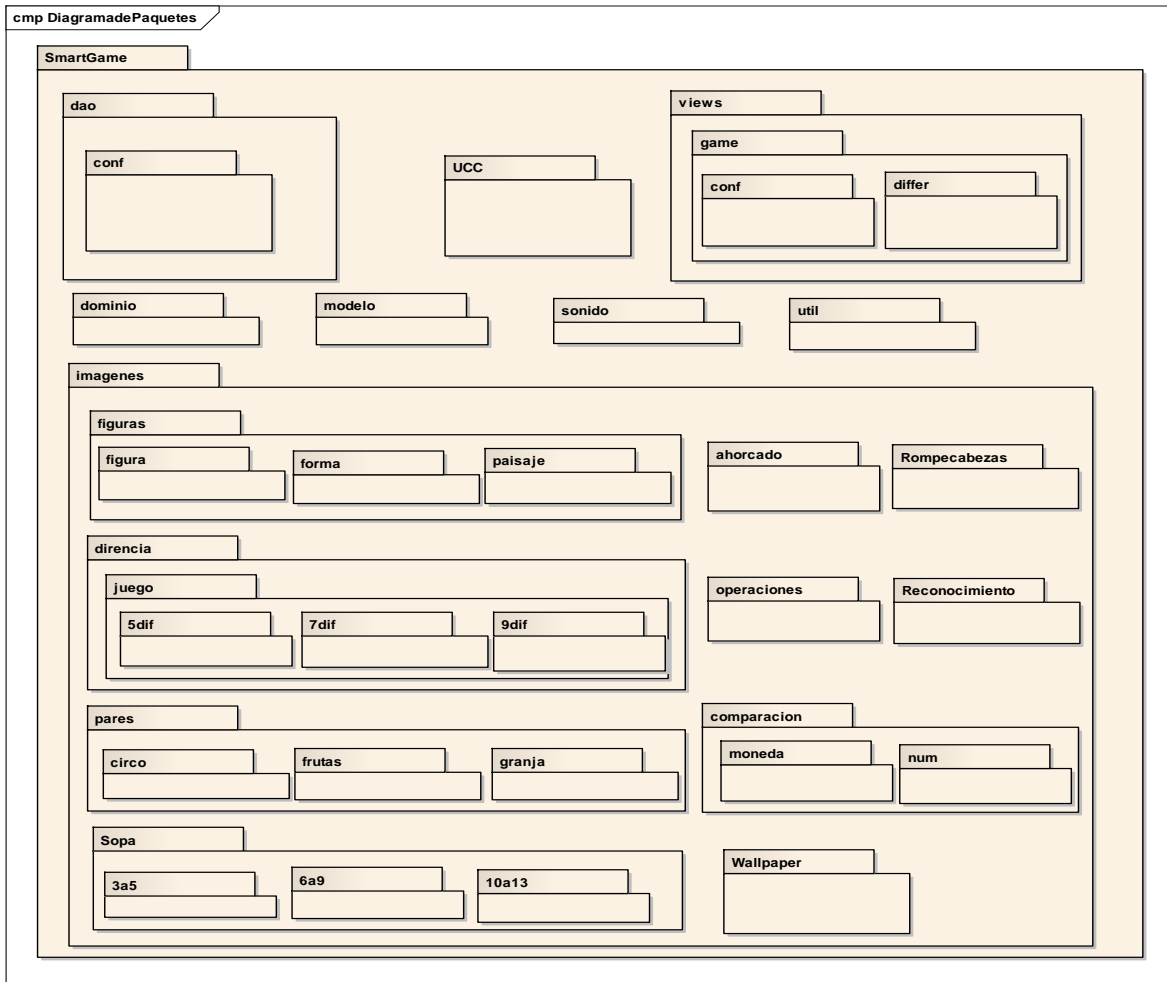 cmp DiagramadePaquetes
SmartGame
dao
conf
UCC
views
game
conf
differ
dominio
modelo
sonido
util
imagenes
figuras
figura
forma
paisaje
ahorcado
Rompecabezas
direncia
juego
5dif
7dif
9dif
operaciones
Reconocimiento
pares
circo
frutas
granja
comparacion
moneda
num
Sopa
3a5
6a9
10a13
Wallpaper